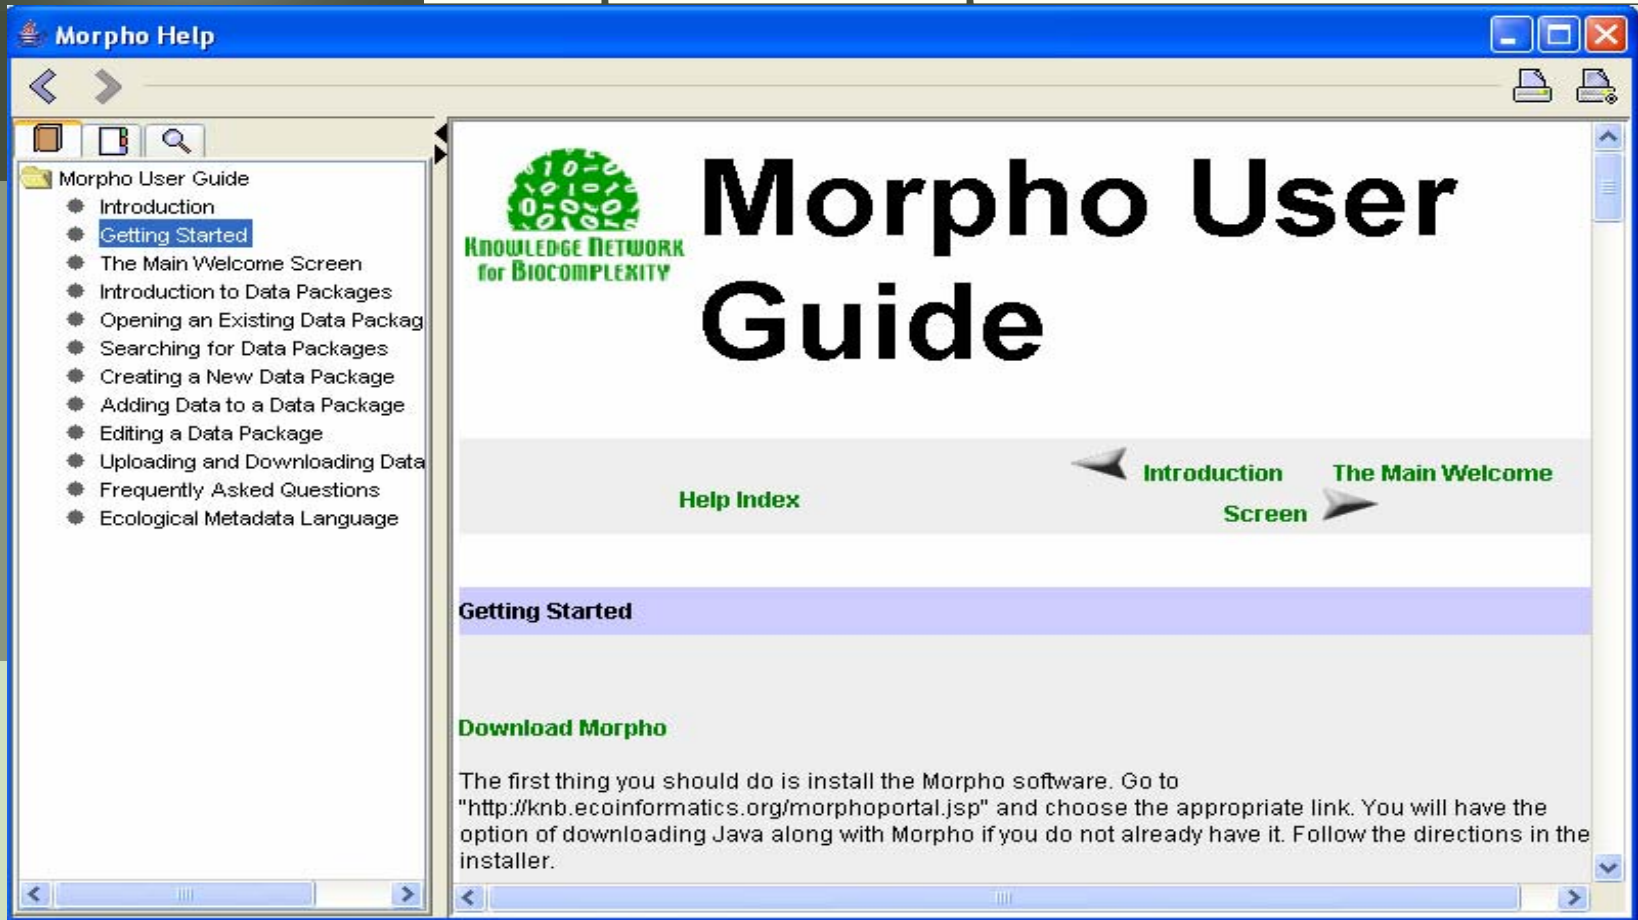 Morpho Help
Morpho User Guide
Introduction
Getting Started
The Main Welcome Screen
Introduction to Data Packages
Opening an Existing Data Packag
Searching for Data Packages
Creating a New Data Package
Adding Data to a Data Package
Editing a Data Package
Uploading and Downloading Data
Frequently Asked Questions
Ecological Metadata Language
KNOWLEDGE NETWORK
for BIOCOMPLEXITY
Morpho User
Guide
Help Index
Introduction The Main Welcome
Screen
Getting Started
Download Morpho
The first thing you should do is install the Morpho software. Go to
"http://knb.ecoinformatics.org/morphoportal.jsp" and choose the appropriate link. You will have the
option of downloading Java along with Morpho if you do not already have it. Follow the directions in the
installer.